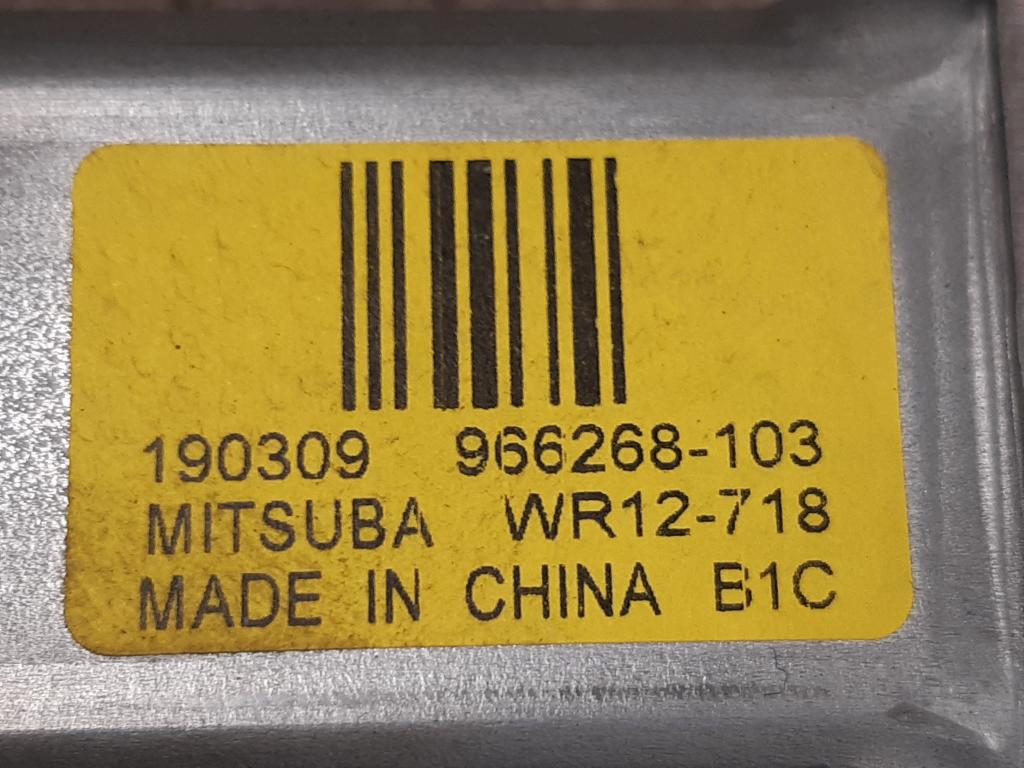 190309 966268-103
MITSUBA WR12-718
MADE IN CHINA B1C